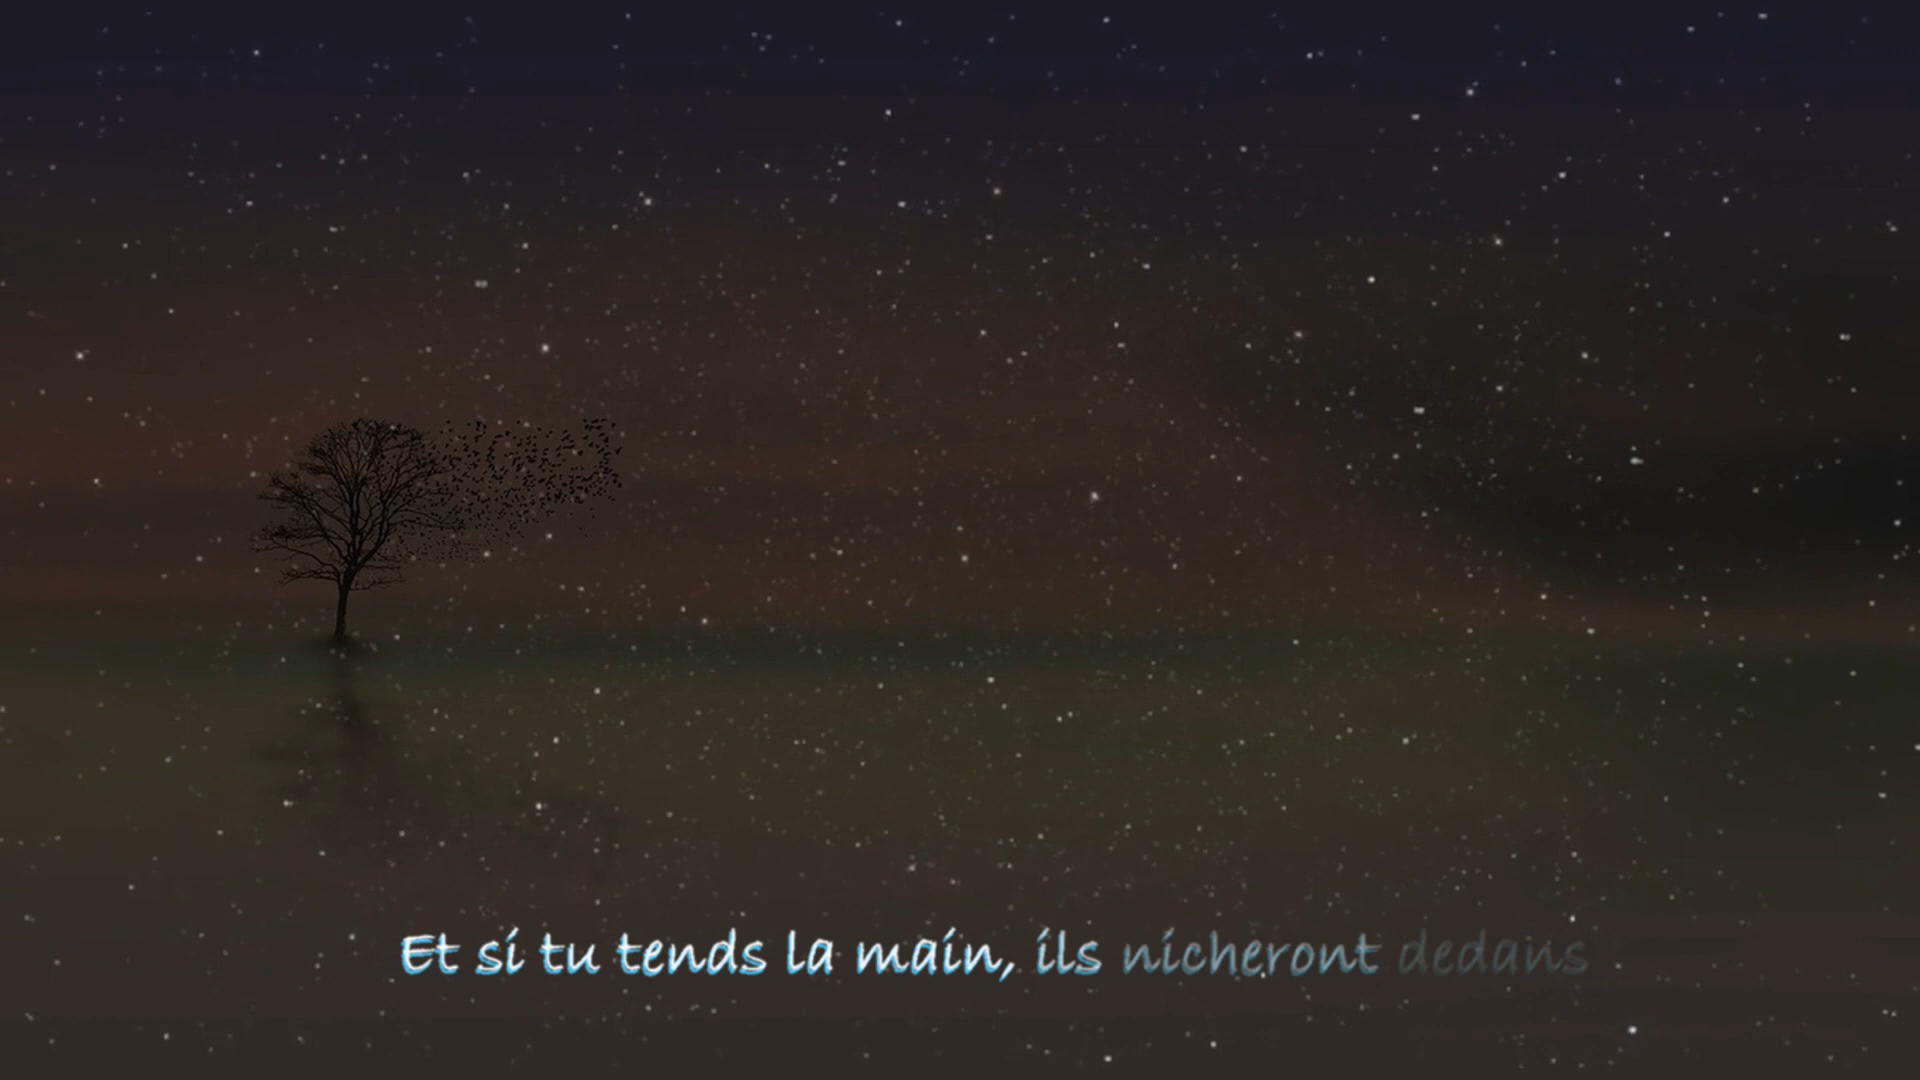 Et si tu tends la main, ils nicheront dedans